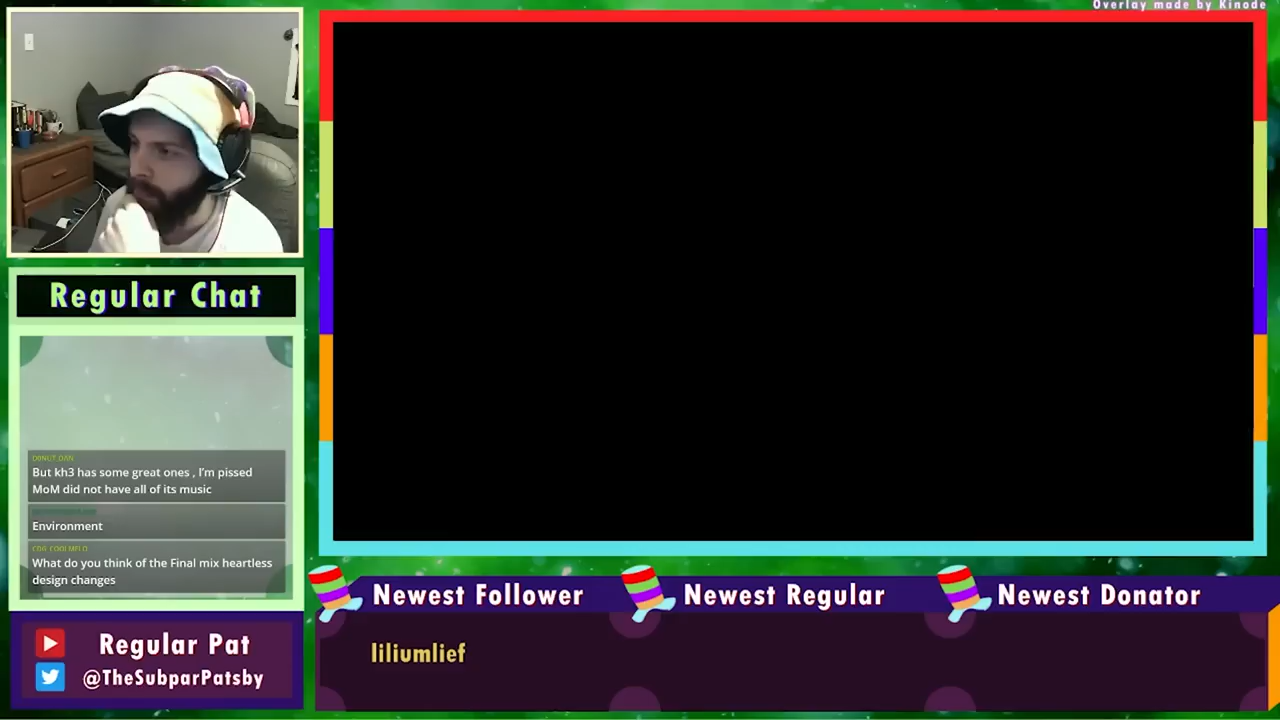 Overlay made by Kinode
Regular Chat
DONUT_DAN
But kh3 has some great ones , I'm pissed
MoM did not have all of its music
Environment
CDG_COOLMELO
What do you think of the Final mix heartless
design changes
Regular Pat
@TheSubparPatsby
Newest Follower
Newest Regular
Newest Donator
liliumlief